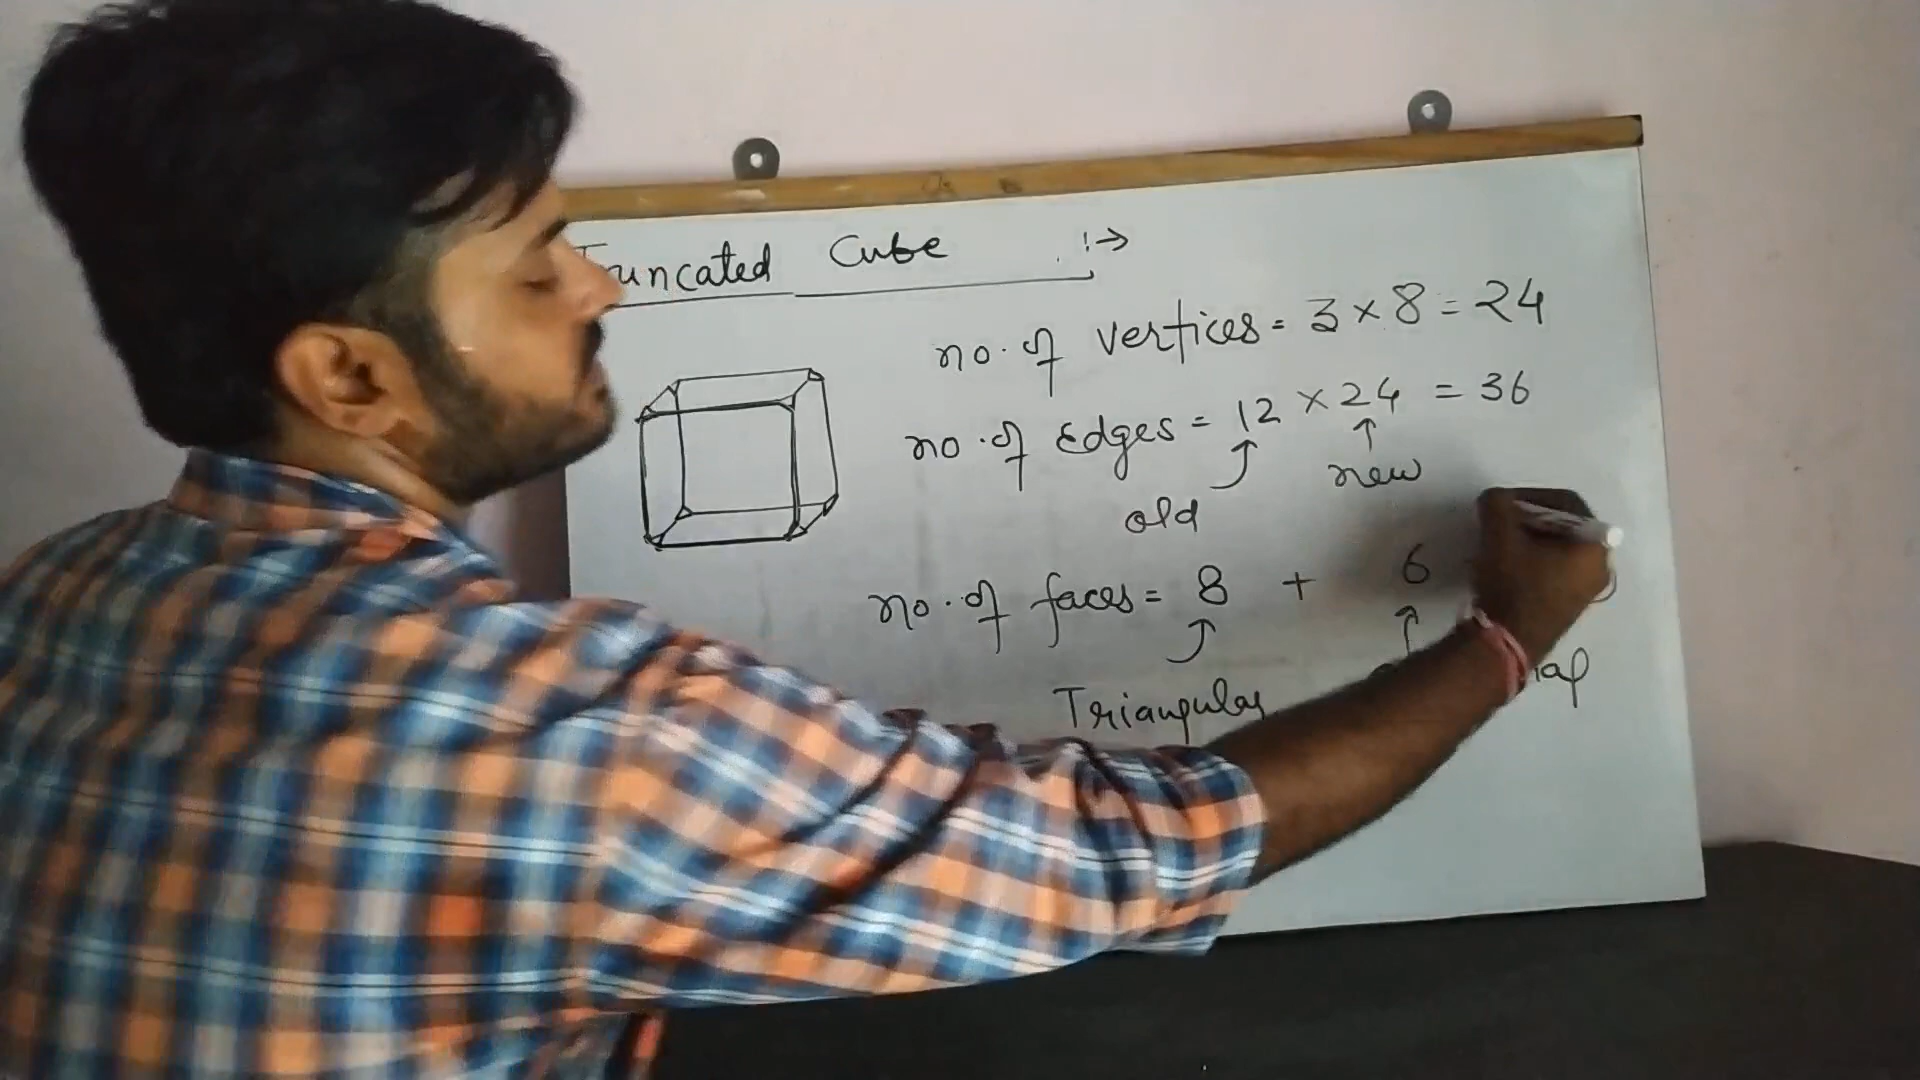 Truncated Cube :→
no. of vertices = 3 × 8 = 24
no. of Edges = 12 × 24 = 36
old new
no. of faces = 8 + 6
Triangular